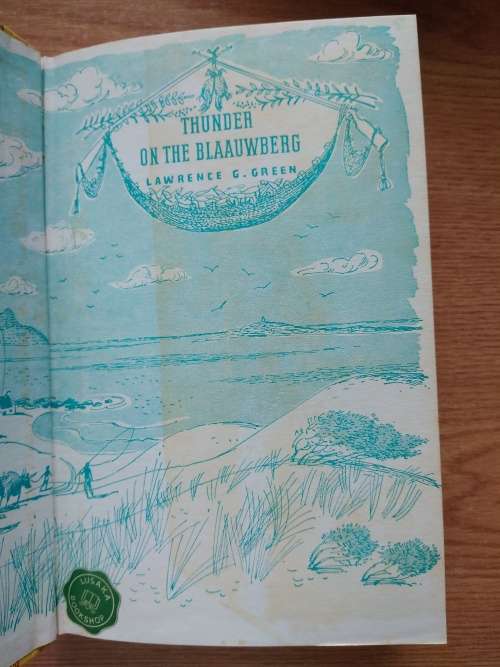 THUNDER
ON THE BLAAUWBERG
LAWRENCE G. GREEN
LUSAKA
BOOKSHOP